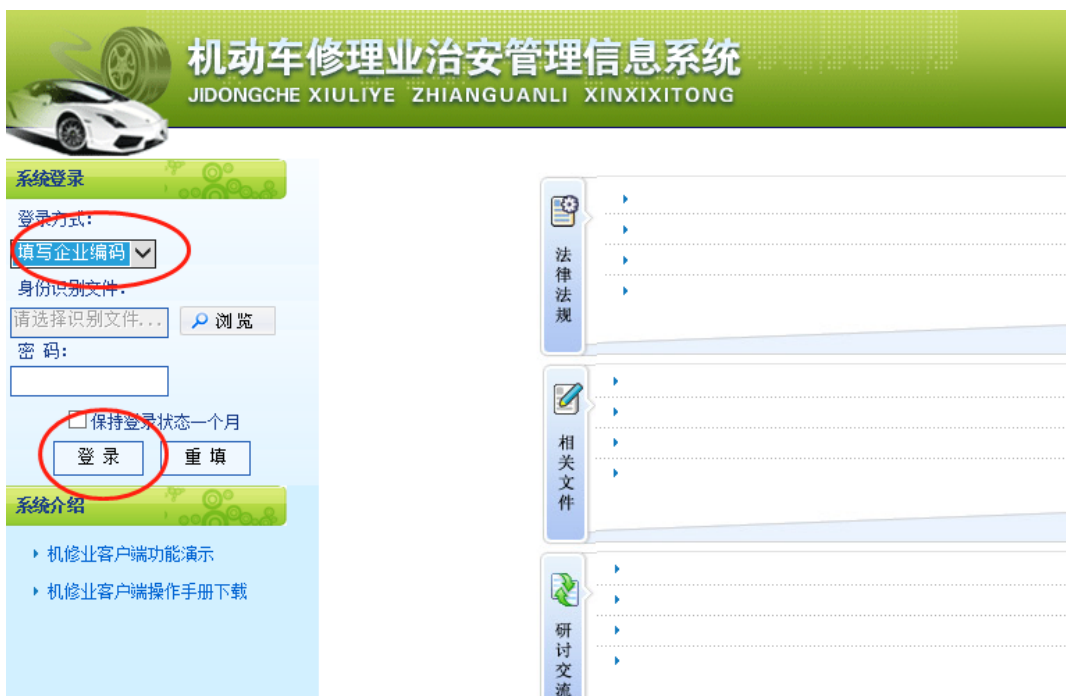 机动车修理业治安管理信息系统
JIDONGCHE XIULIYE ZHIANGUANLI XINXIXITONG
系统登录
登录方式:
填写企业编码
身份识别文件:
请选择识别文件...
浏览
密 码:
保持登录状态一个月
登 录
重 填
系统介绍
机修业客户端功能演示
机修业客户端操作手册下载
法律法规
相关文件
研讨交流